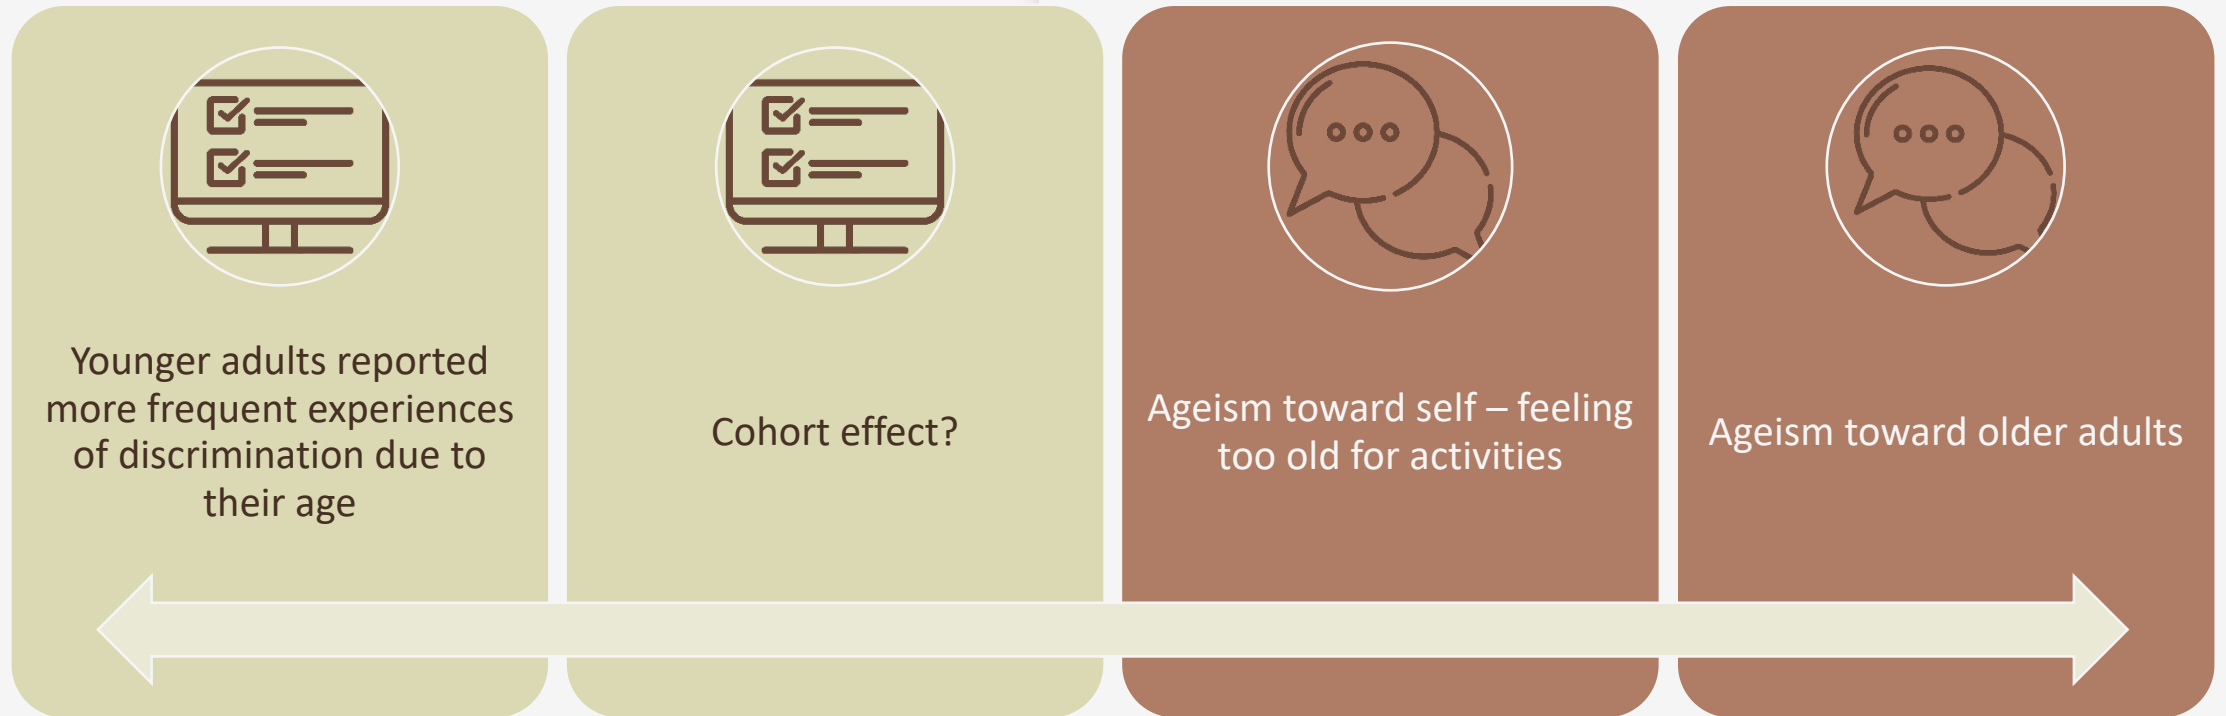 Younger adults reported
more frequent experiences
of discrimination due to
their age
Cohort effect?
Ageism toward self – feeling
too old for activities
Ageism toward older adults